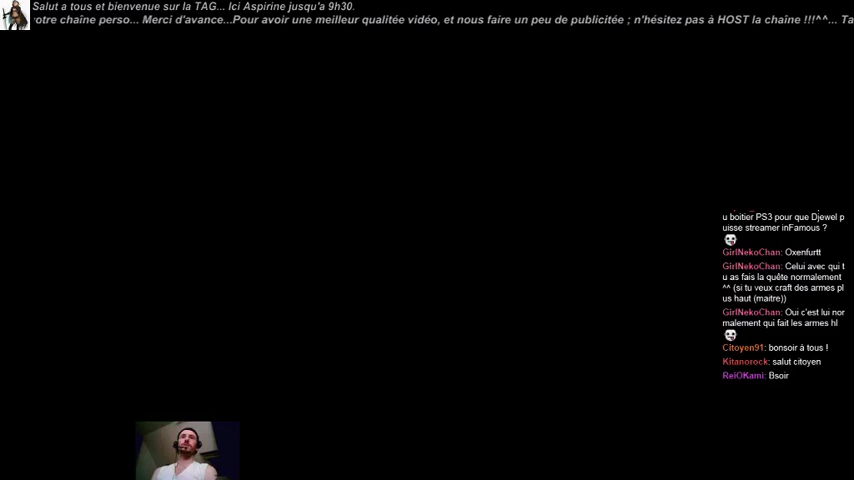 Salut a tous et bienvenue sur la TAG... Ici Aspirine jusqu'a 9h30.
otre chaîne perso... Merci d'avance...Pour avoir une meilleur qualitée vidéo, et nous faire un peu de publicitée ; n'hésitez pas à HOST la chaîne !!!^^... Ta
u boitier PS3 pour que Djewel p
uisse streamer inFamous ?
GirlNekoChan: Oxenfurtt
GirlNekoChan: Celui avec qui t
u as fais la quête normalement
^^ (si tu veux craft des armes pl
us haut (maitre))
GirlNekoChan: Oui c'est lui nor
malement qui fait les armes hl
Citoyen91: bonsoir à tous !
Kitanorock: salut citoyen
ReiOKami: Bsoir